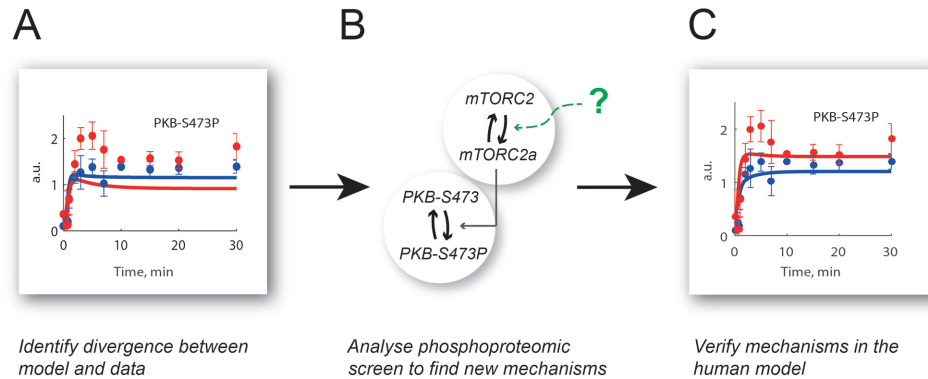 A
B
C
PKB-S473P
2
1
0
a.u.
0
10
20
30
Time, min
mTORC2
?
mTORC2a
PKB-S473
PKB-S473P
PKB-S473P
2
1
0
a.u.
0
10
20
30
Time, min
Identify divergence between
model and data
Analyse phosphoproteomic
screen to find new mechanisms
Verify mechanisms in the
human model